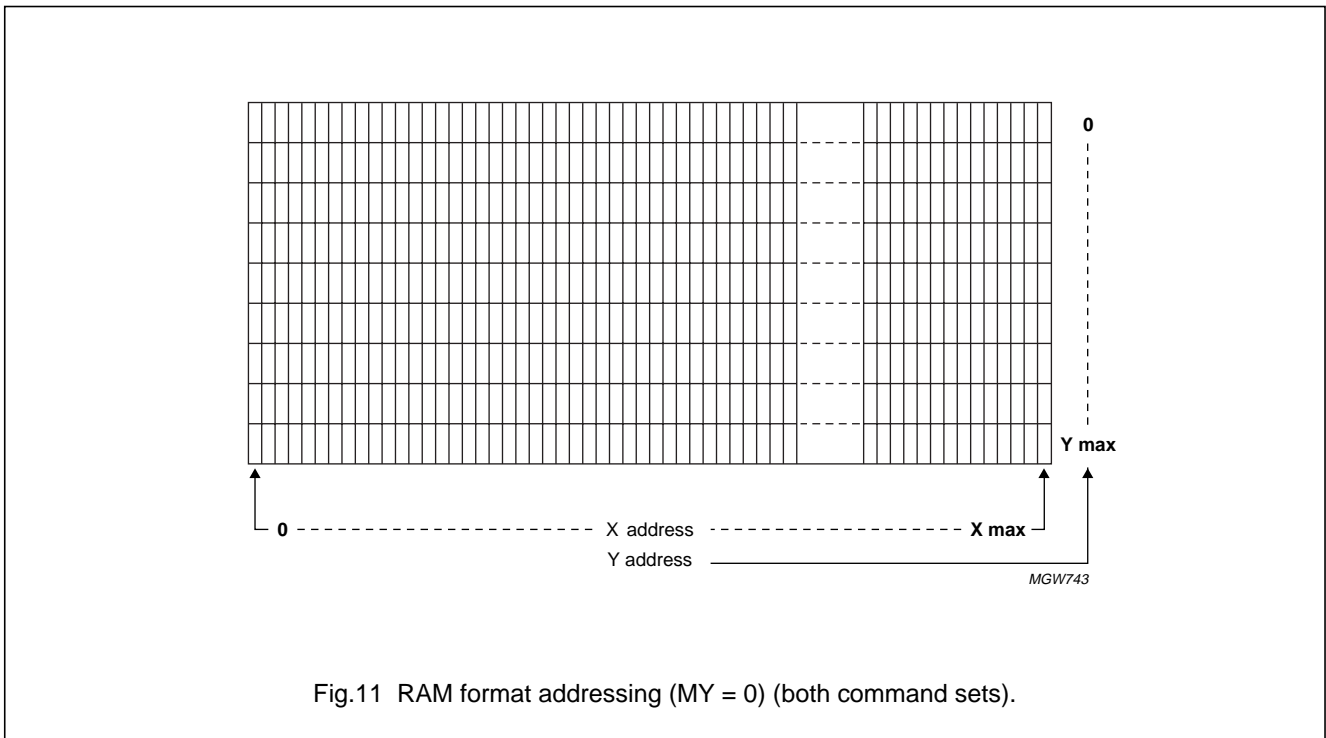 0
Y max
0 X address X max
Y address
MGW743
Fig.11 RAM format addressing (MY = 0) (both command sets).